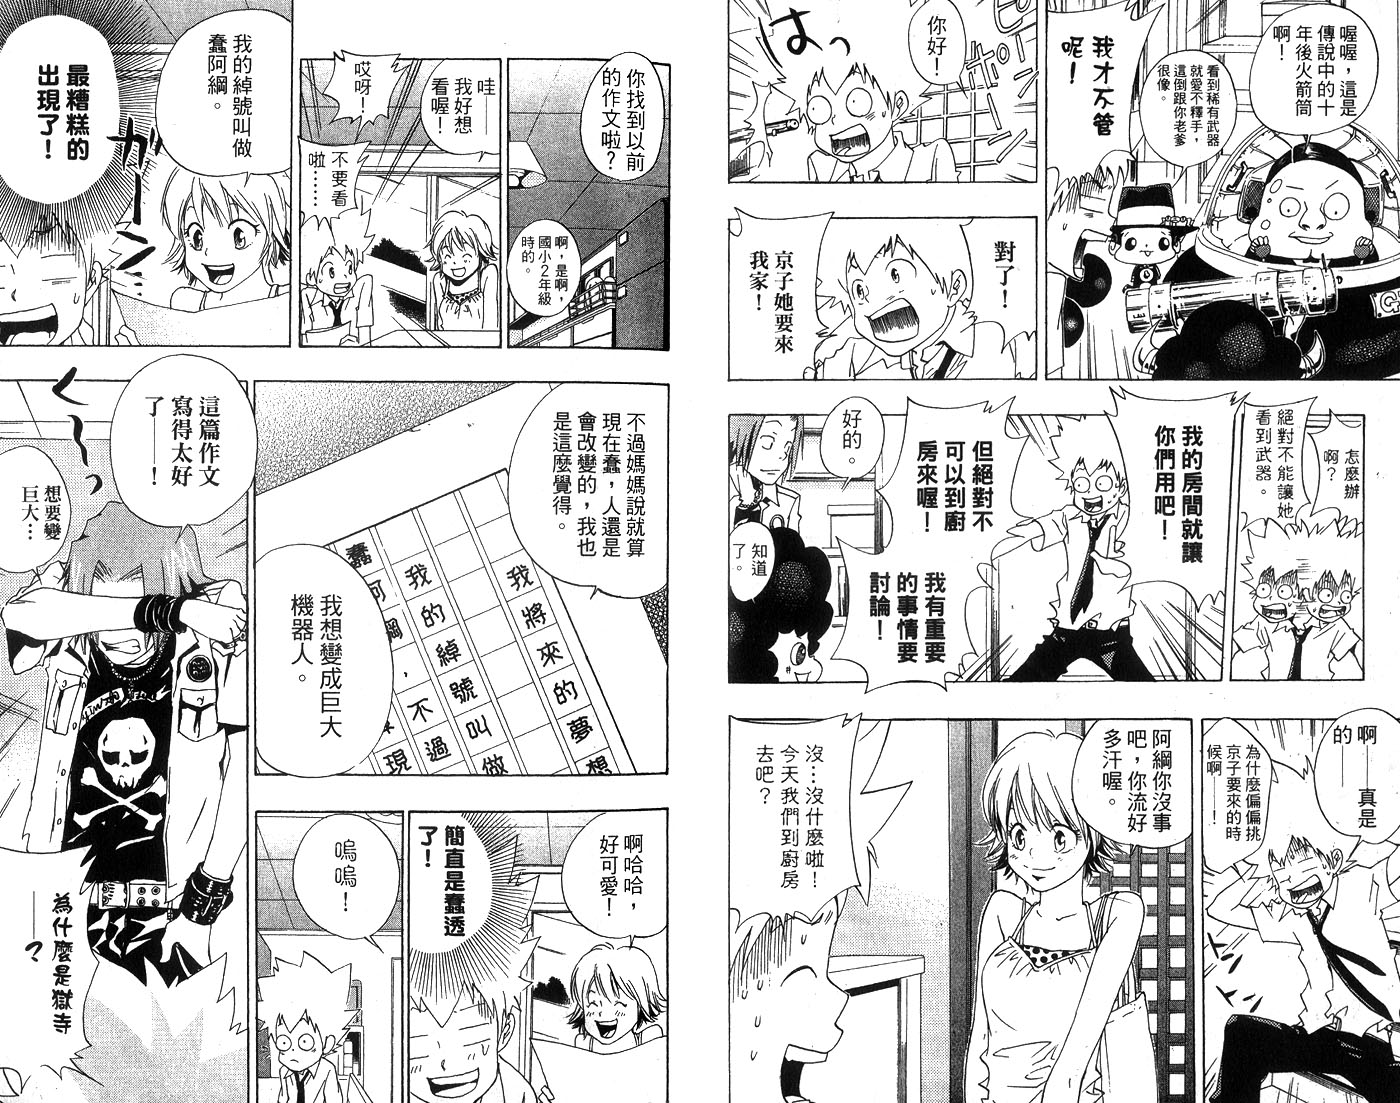 喔喔，這是
傳說中的十
年後火箭筒
啊！
看到稀有武器
就愛不釋手，
這倒跟你老爹
很像。
我才不管
呢！
ピンポーン
你好！
はっ
對了！
京子她要來
我家！
怎麼辦
啊？
絕對不能讓她
看到武器。
我的房間就讓
你們用吧！
但絕對不
可以到廚
房來喔！
我有重要
的事情要
討論！
好的。
知道
了。
啊——真是
的——
為什麼偏偏挑
京子要來的時
候啊——！
阿綱你沒事
吧，你流好
多汗喔。
沒…沒什麼啦！
今天我們到廚房
去吧？
你找到以前
的作文啦？
啊，是啊，
國小2年級
時的。
哇——
我好想
看喔！
哎呀！
不要看
啦……
我的綽號叫做
蠢阿綱。
ガーン
最糟糕的
出現了！
不過媽媽說就算
現在蠢，人還是
會改變的，我也
是這麼覺得。
我將來的夢想
我的綽號叫做
蠢阿綱，
不過
現
我想變成巨大
機器人。
這篇作文
寫得太好
了——！
く〜っ
想要變
巨大…
為什麼是獄寺
——？
啊哈哈，
好可愛！
簡直是蠢透
了！
嗚嗚！